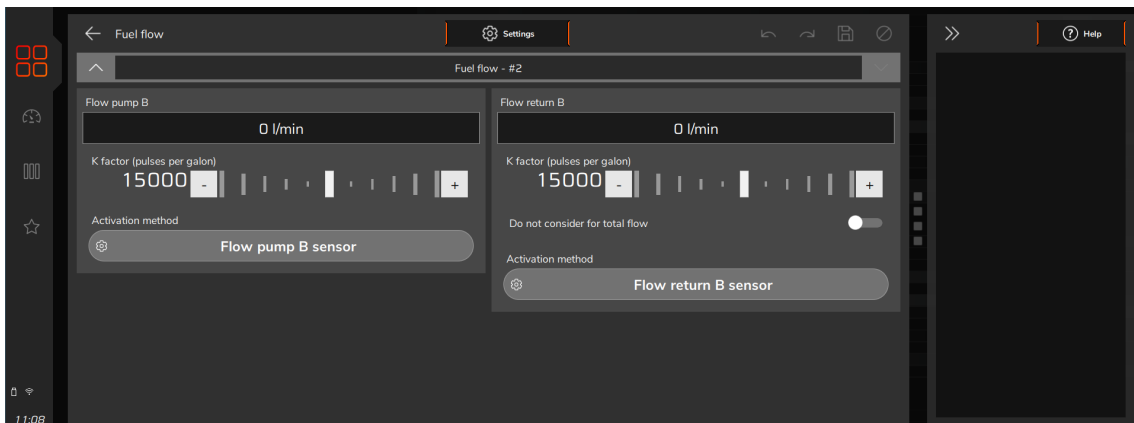 Fuel flow
Settings
Help
Fuel flow - #2
Flow pump B
0 l/min
K factor (pulses per galon)
15000
-
+
Activation method
Flow pump B sensor
Flow return B
0 l/min
K factor (pulses per galon)
15000
-
+
Do not consider for total flow
Activation method
Flow return B sensor
11:08